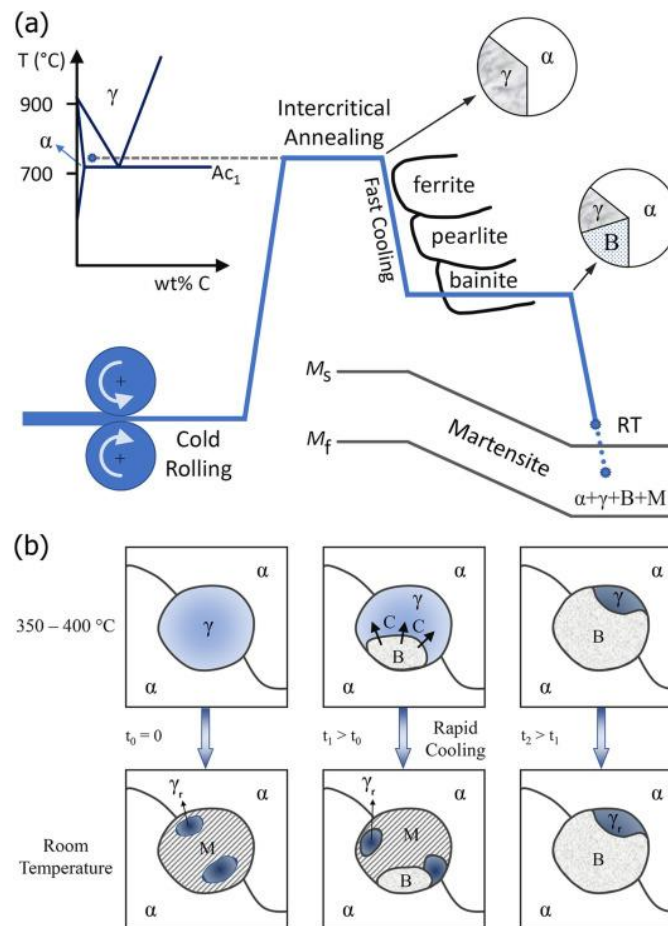 (a)
T (°C)
γ
900
α
700
Ac1
wt% C
Intercritical
Annealing
Fast Cooling
ferrite
pearlite
bainite
γ
α
γ
α
B
+
+
Cold
Rolling
Ms
Mf
Martensite
RT
α+γ+B+M
(b)
350 – 400 °C
α
γ
α
α
γ
C
C
B
α
γ
B
t0 = 0
t1 > t0
Rapid
Cooling
t2 > t1
Room
Temperature
γr
α
M
α
γr
α
M
B
α
α
γr
B
α